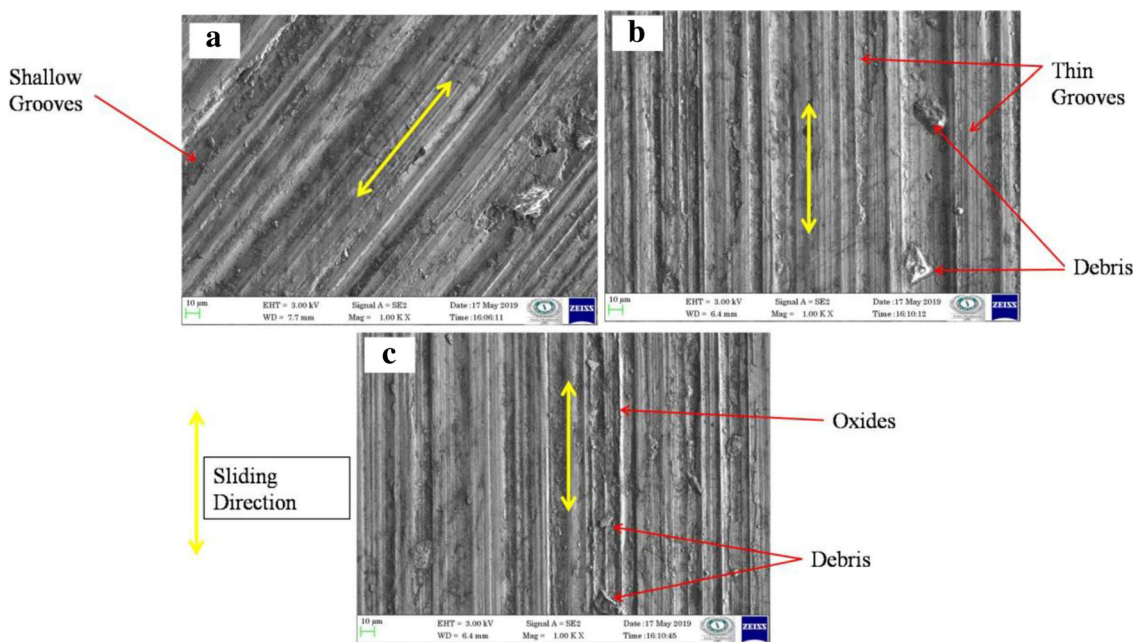 a
b
Shallow
Grooves
Thin
Grooves
Debris
10 µm
EHT = 3.00 kV
Signal A = SE2
Date :17 May 2019
WD = 7.7 mm
Mag = 1.00 K X
Time :16:06:11
ZEISS
10 µm
EHT = 3.00 kV
Signal A = SE2
Date :17 May 2019
WD = 6.4 mm
Mag = 1.00 K X
Time :16:10:12
ZEISS
c
Oxides
Sliding
Direction
Debris
10 µm
EHT = 3.00 kV
Signal A = SE2
Date :17 May 2019
WD = 6.4 mm
Mag = 1.00 K X
Time :16:10:45
ZEISS